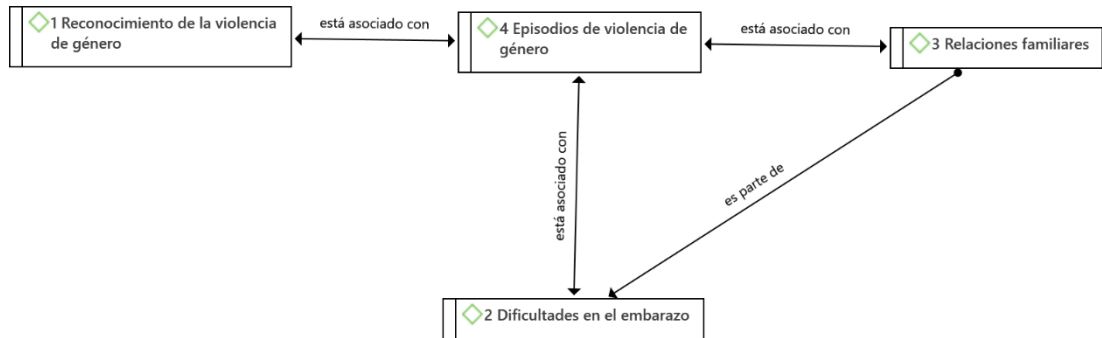 1 Reconocimiento de la violencia
de género
está asociado con
4 Episodios de violencia de
género
está asociado con
3 Relaciones familiares
está asociado con
es parte de
2 Dificultades en el embarazo